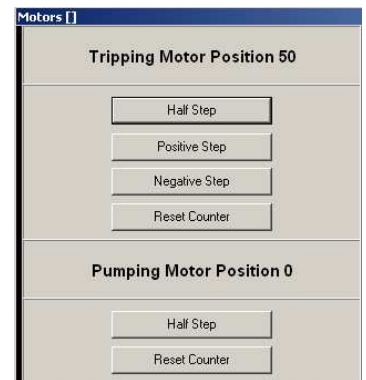 Motors []
Tripping Motor Position 50
Half Step
Positive Step
Negative Step
Reset Counter
Pumping Motor Position 0
Half Step
Reset Counter